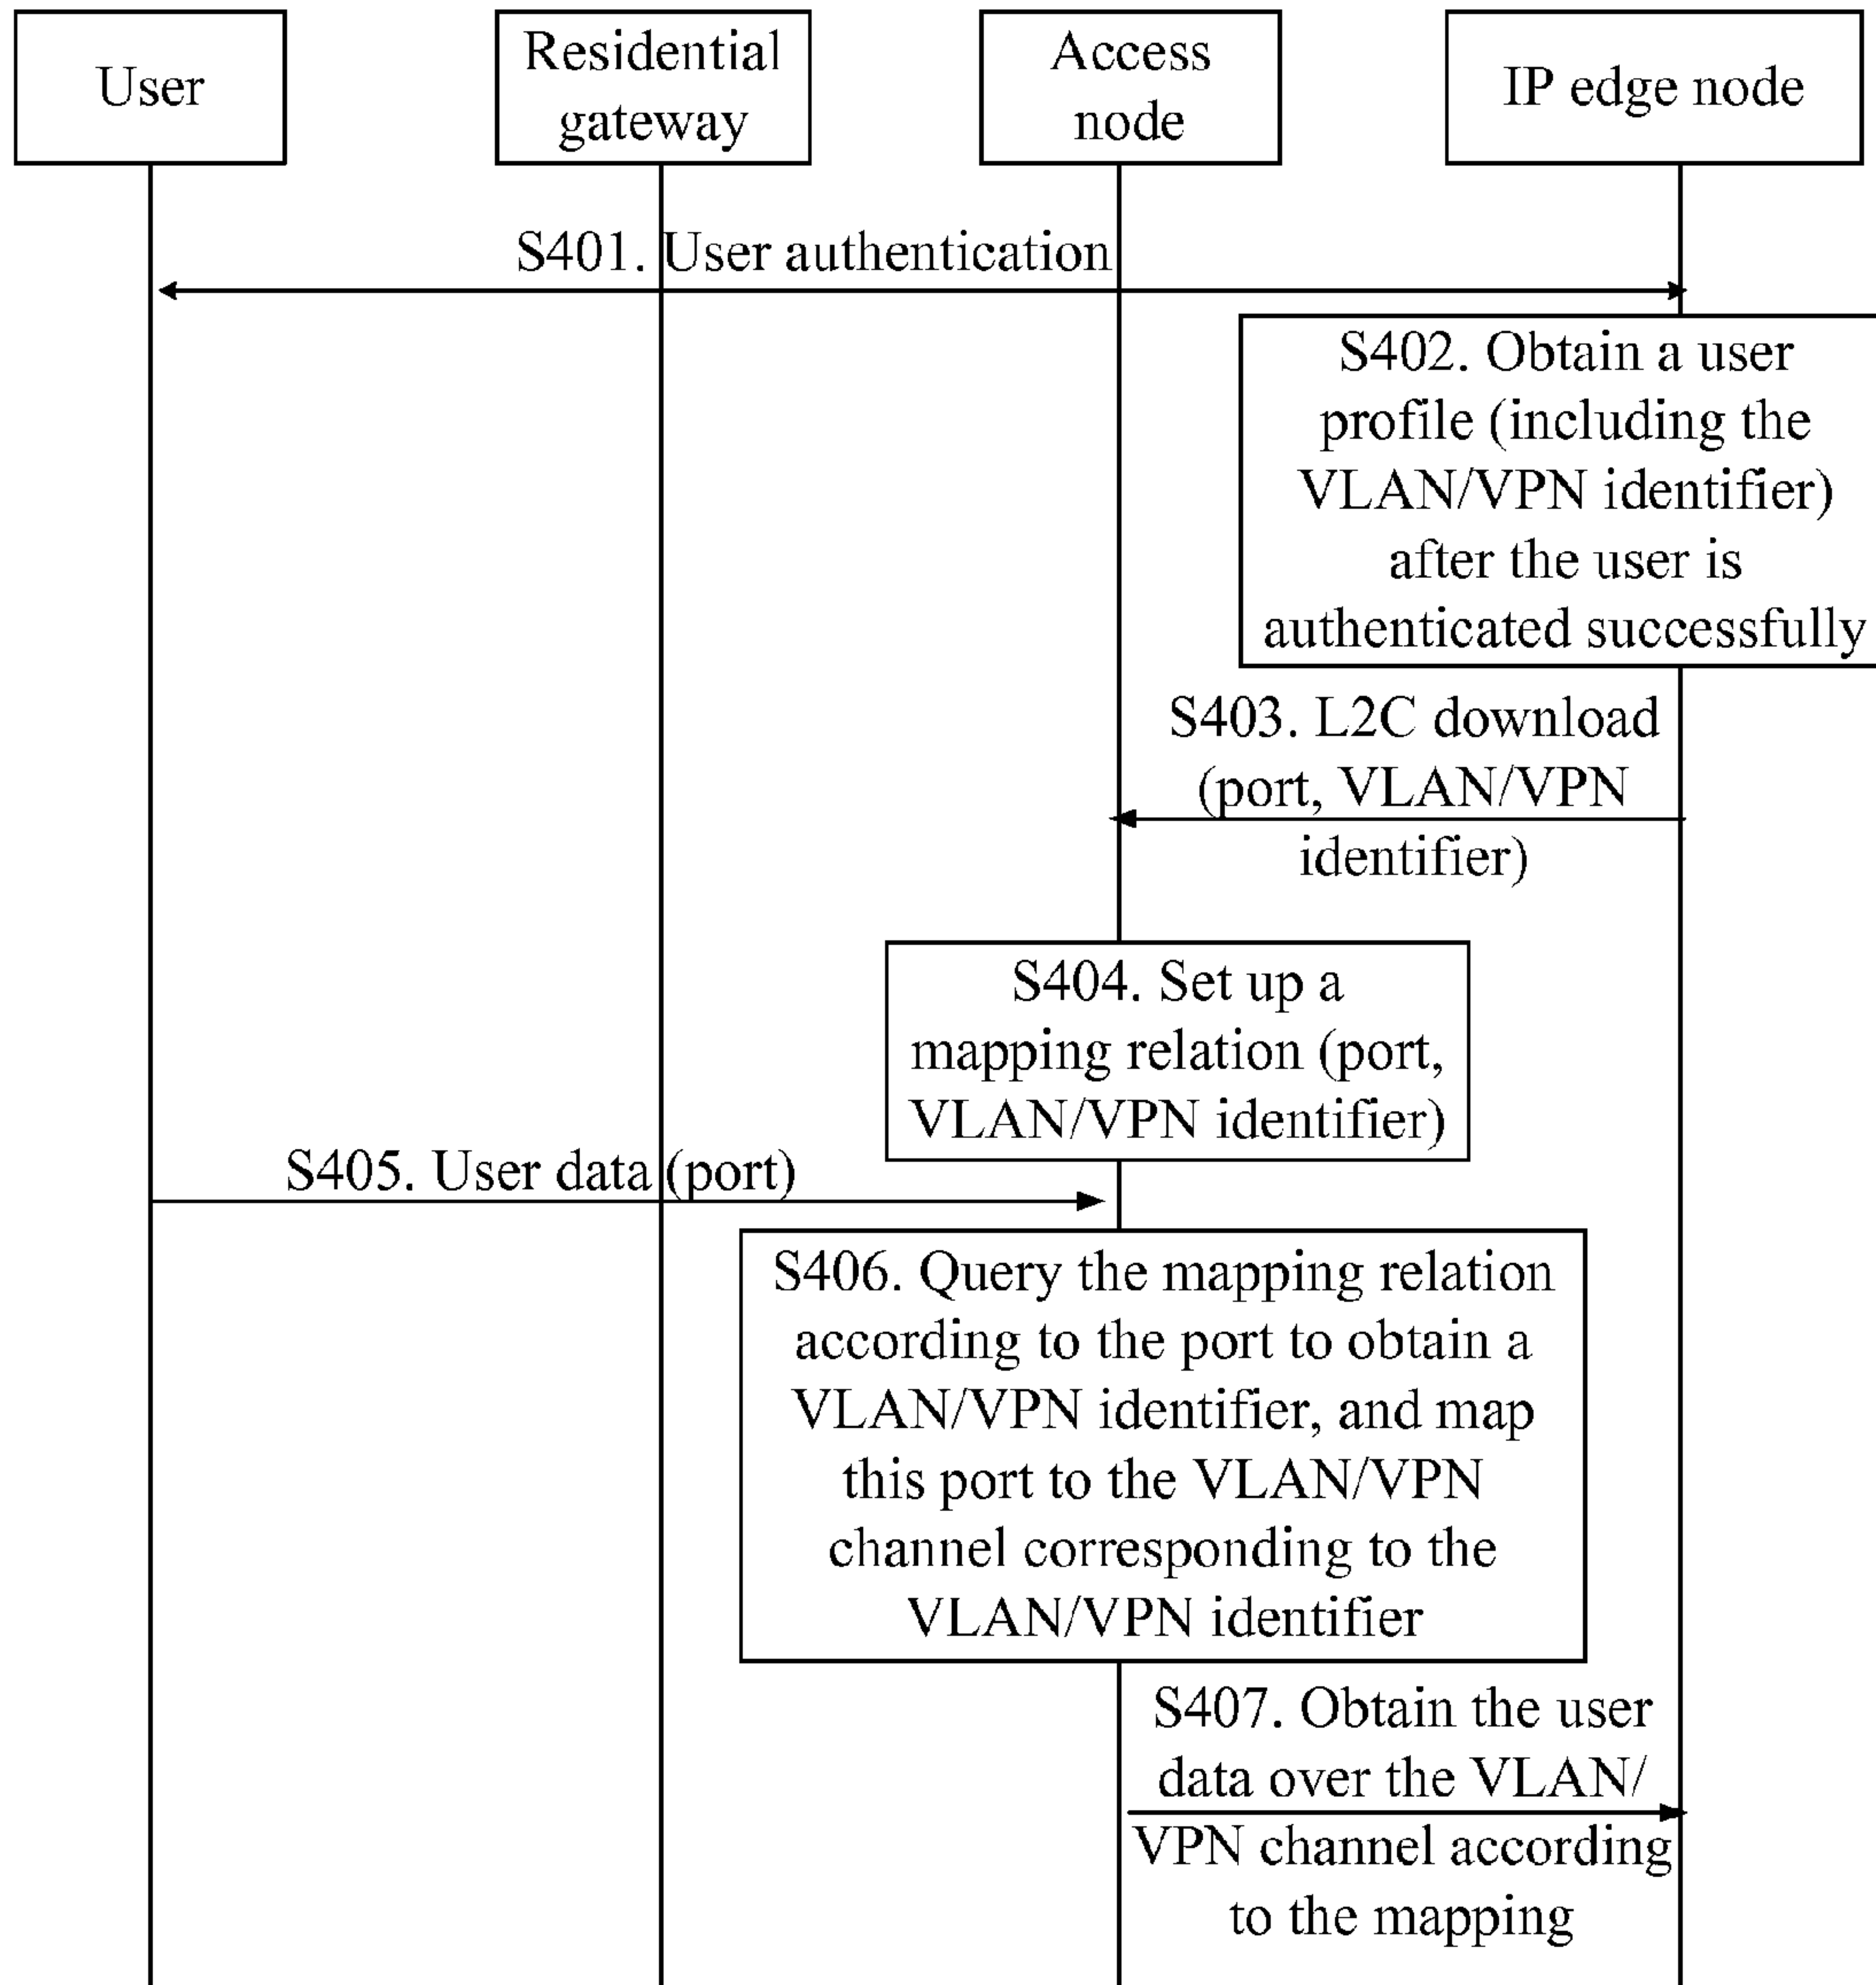 User
Residential
gateway
Access
node
IP edge node
S401. User authentication
S402. Obtain a user
profile (including the
VLAN/VPN identifier)
after the user is
authenticated successfully
S403. L2C download
(port, VLAN/VPN
identifier)
S404. Set up a
mapping relation (port,
VLAN/VPN identifier)
S405. User data (port)
S406. Query the mapping relation
according to the port to obtain a
VLAN/VPN identifier, and map
this port to the VLAN/VPN
channel corresponding to the
VLAN/VPN identifier
S407. Obtain the user
data over the VLAN/
VPN channel according
to the mapping